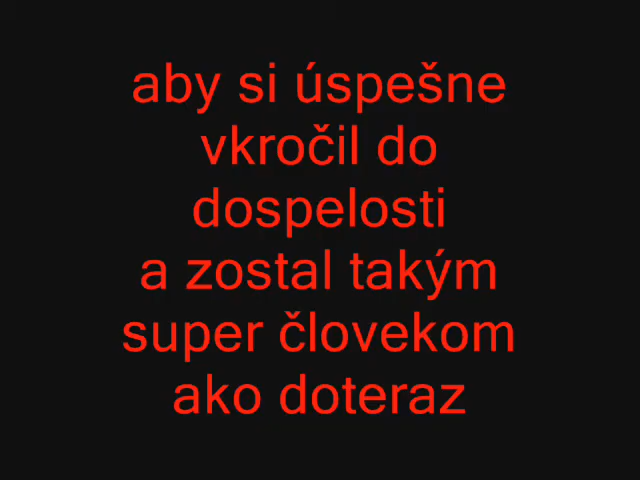 aby si úspešne
vkročil do
dospelosti
a zostal takým
super človekom
ako doteraz